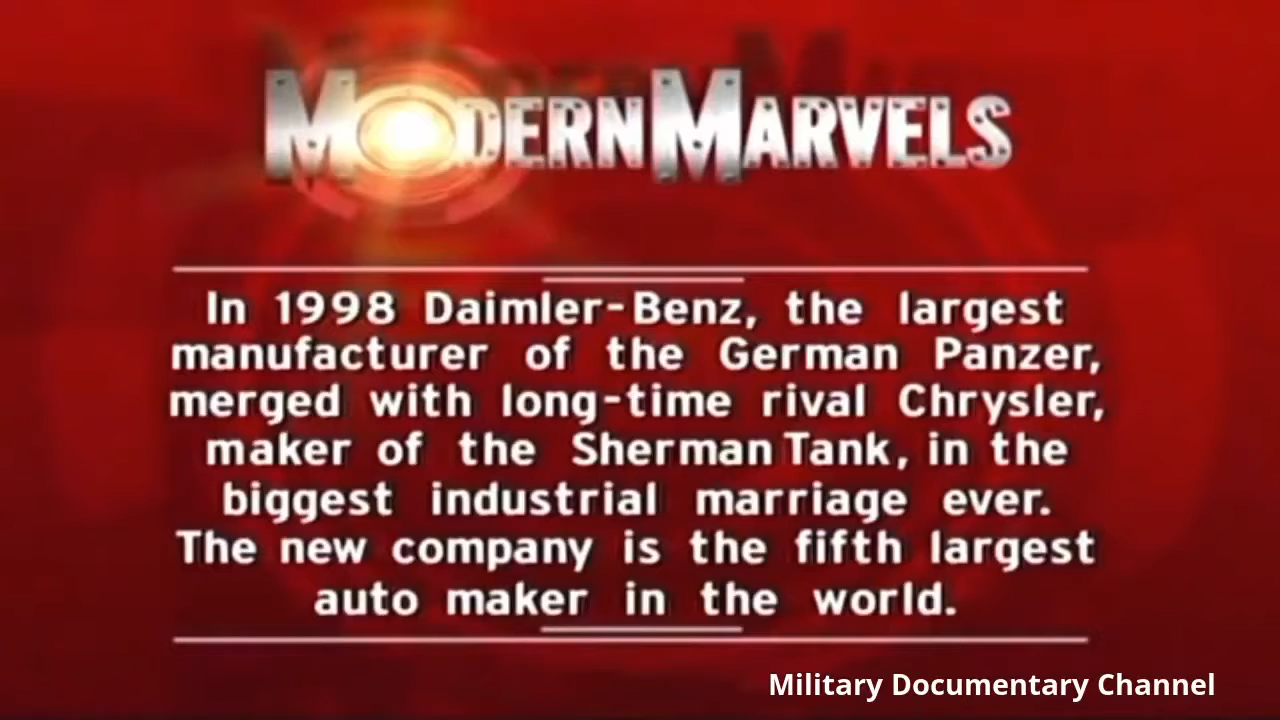 MODERN MARVELS
In 1998 Daimler-Benz, the largest
manufacturer of the German Panzer,
merged with long-time rival Chrysler,
maker of the Sherman Tank, in the
biggest industrial marriage ever.
The new company is the fifth largest
auto maker in the world.
Military Documentary Channel